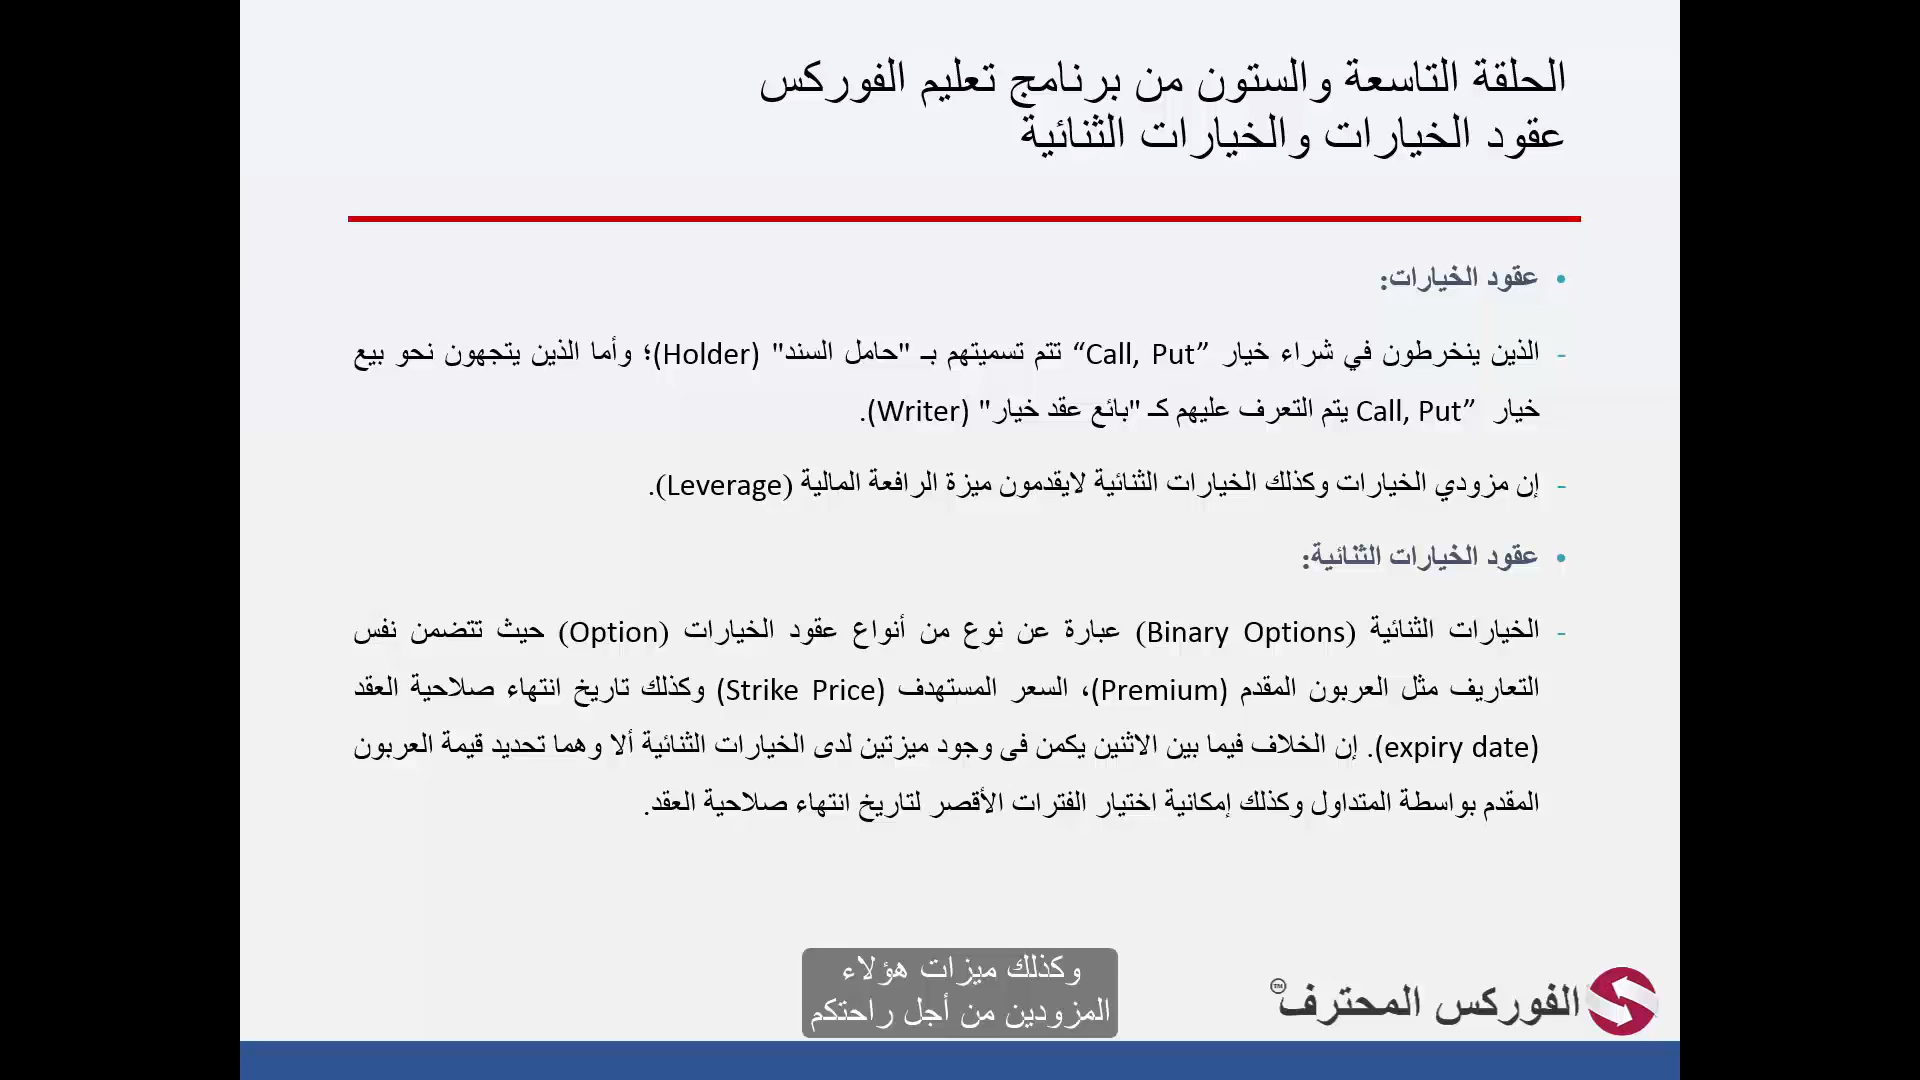 الحلقة التاسعة والستون من برنامج تعليم الفوركس
عقود الخيارات والخيارات الثنائية
• عقود الخيارات:
- الذين ينخرطون في شراء خيار “Call, Put” تتم تسميتهم بـ "حامل السند" (Holder)؛ وأما الذين يتجهون نحو بيع
خيار Call, Put” يتم التعرف عليهم كـ "بائع عقد خيار" (Writer).
- إن مزودي الخيارات وكذلك الخيارات الثنائية لايقدمون ميزة الرافعة المالية (Leverage).
• عقود الخيارات الثنائية:
- الخيارات الثنائية (Binary Options) عبارة عن نوع من أنواع عقود الخيارات (Option) حيث تتضمن نفس
التعاريف مثل العربون المقدم (Premium)، السعر المستهدف (Strike Price) وكذلك تاريخ انتهاء صلاحية العقد
(expiry date). إن الخلاف فيما بين الاثنين يكمن فى وجود ميزتين لدى الخيارات الثنائية ألا وهما تحديد قيمة العربون
المقدم بواسطة المتداول وكذلك إمكانية اختيار الفترات الأقصر لتاريخ انتهاء صلاحية العقد.
وكذلك ميزات هؤلاء
المزودين من أجل راحتكم
الفوركس المحترف™